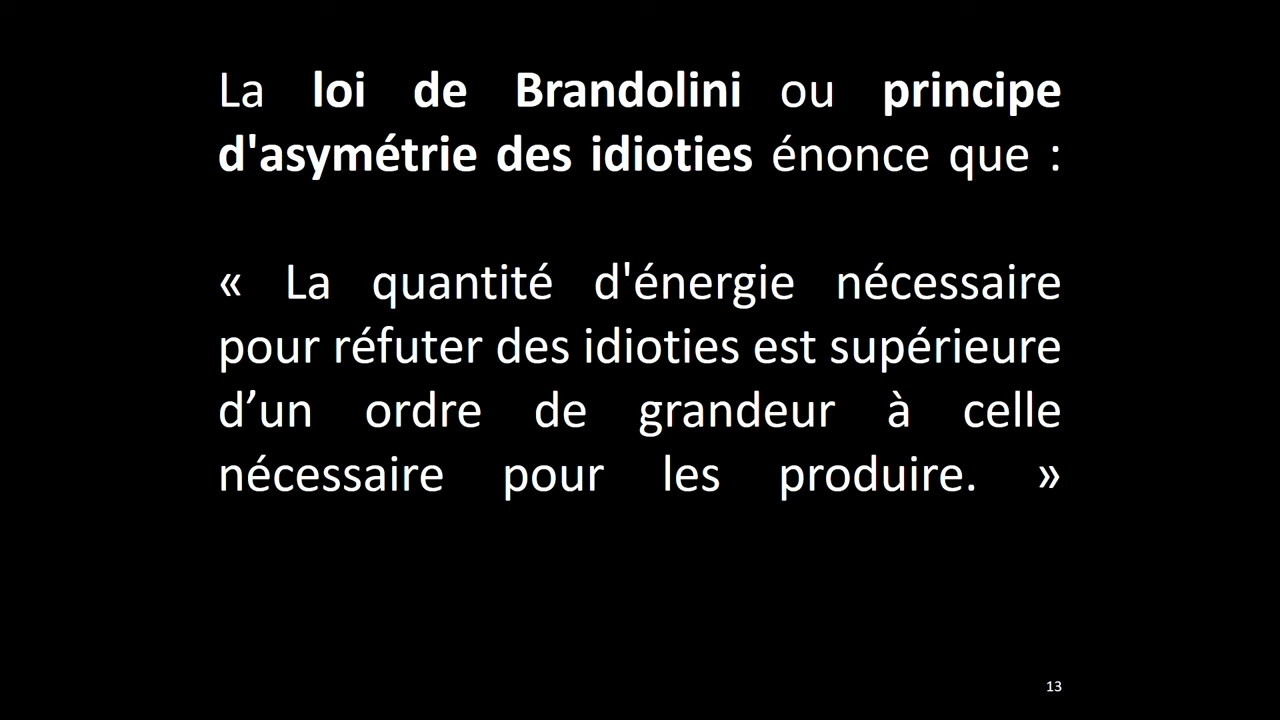 La loi de Brandolini ou principe
d'asymétrie des idioties énonce que :
« La quantité d'énergie nécessaire
pour réfuter des idioties est supérieure
d’un ordre de grandeur à celle
nécessaire pour les produire. »
13